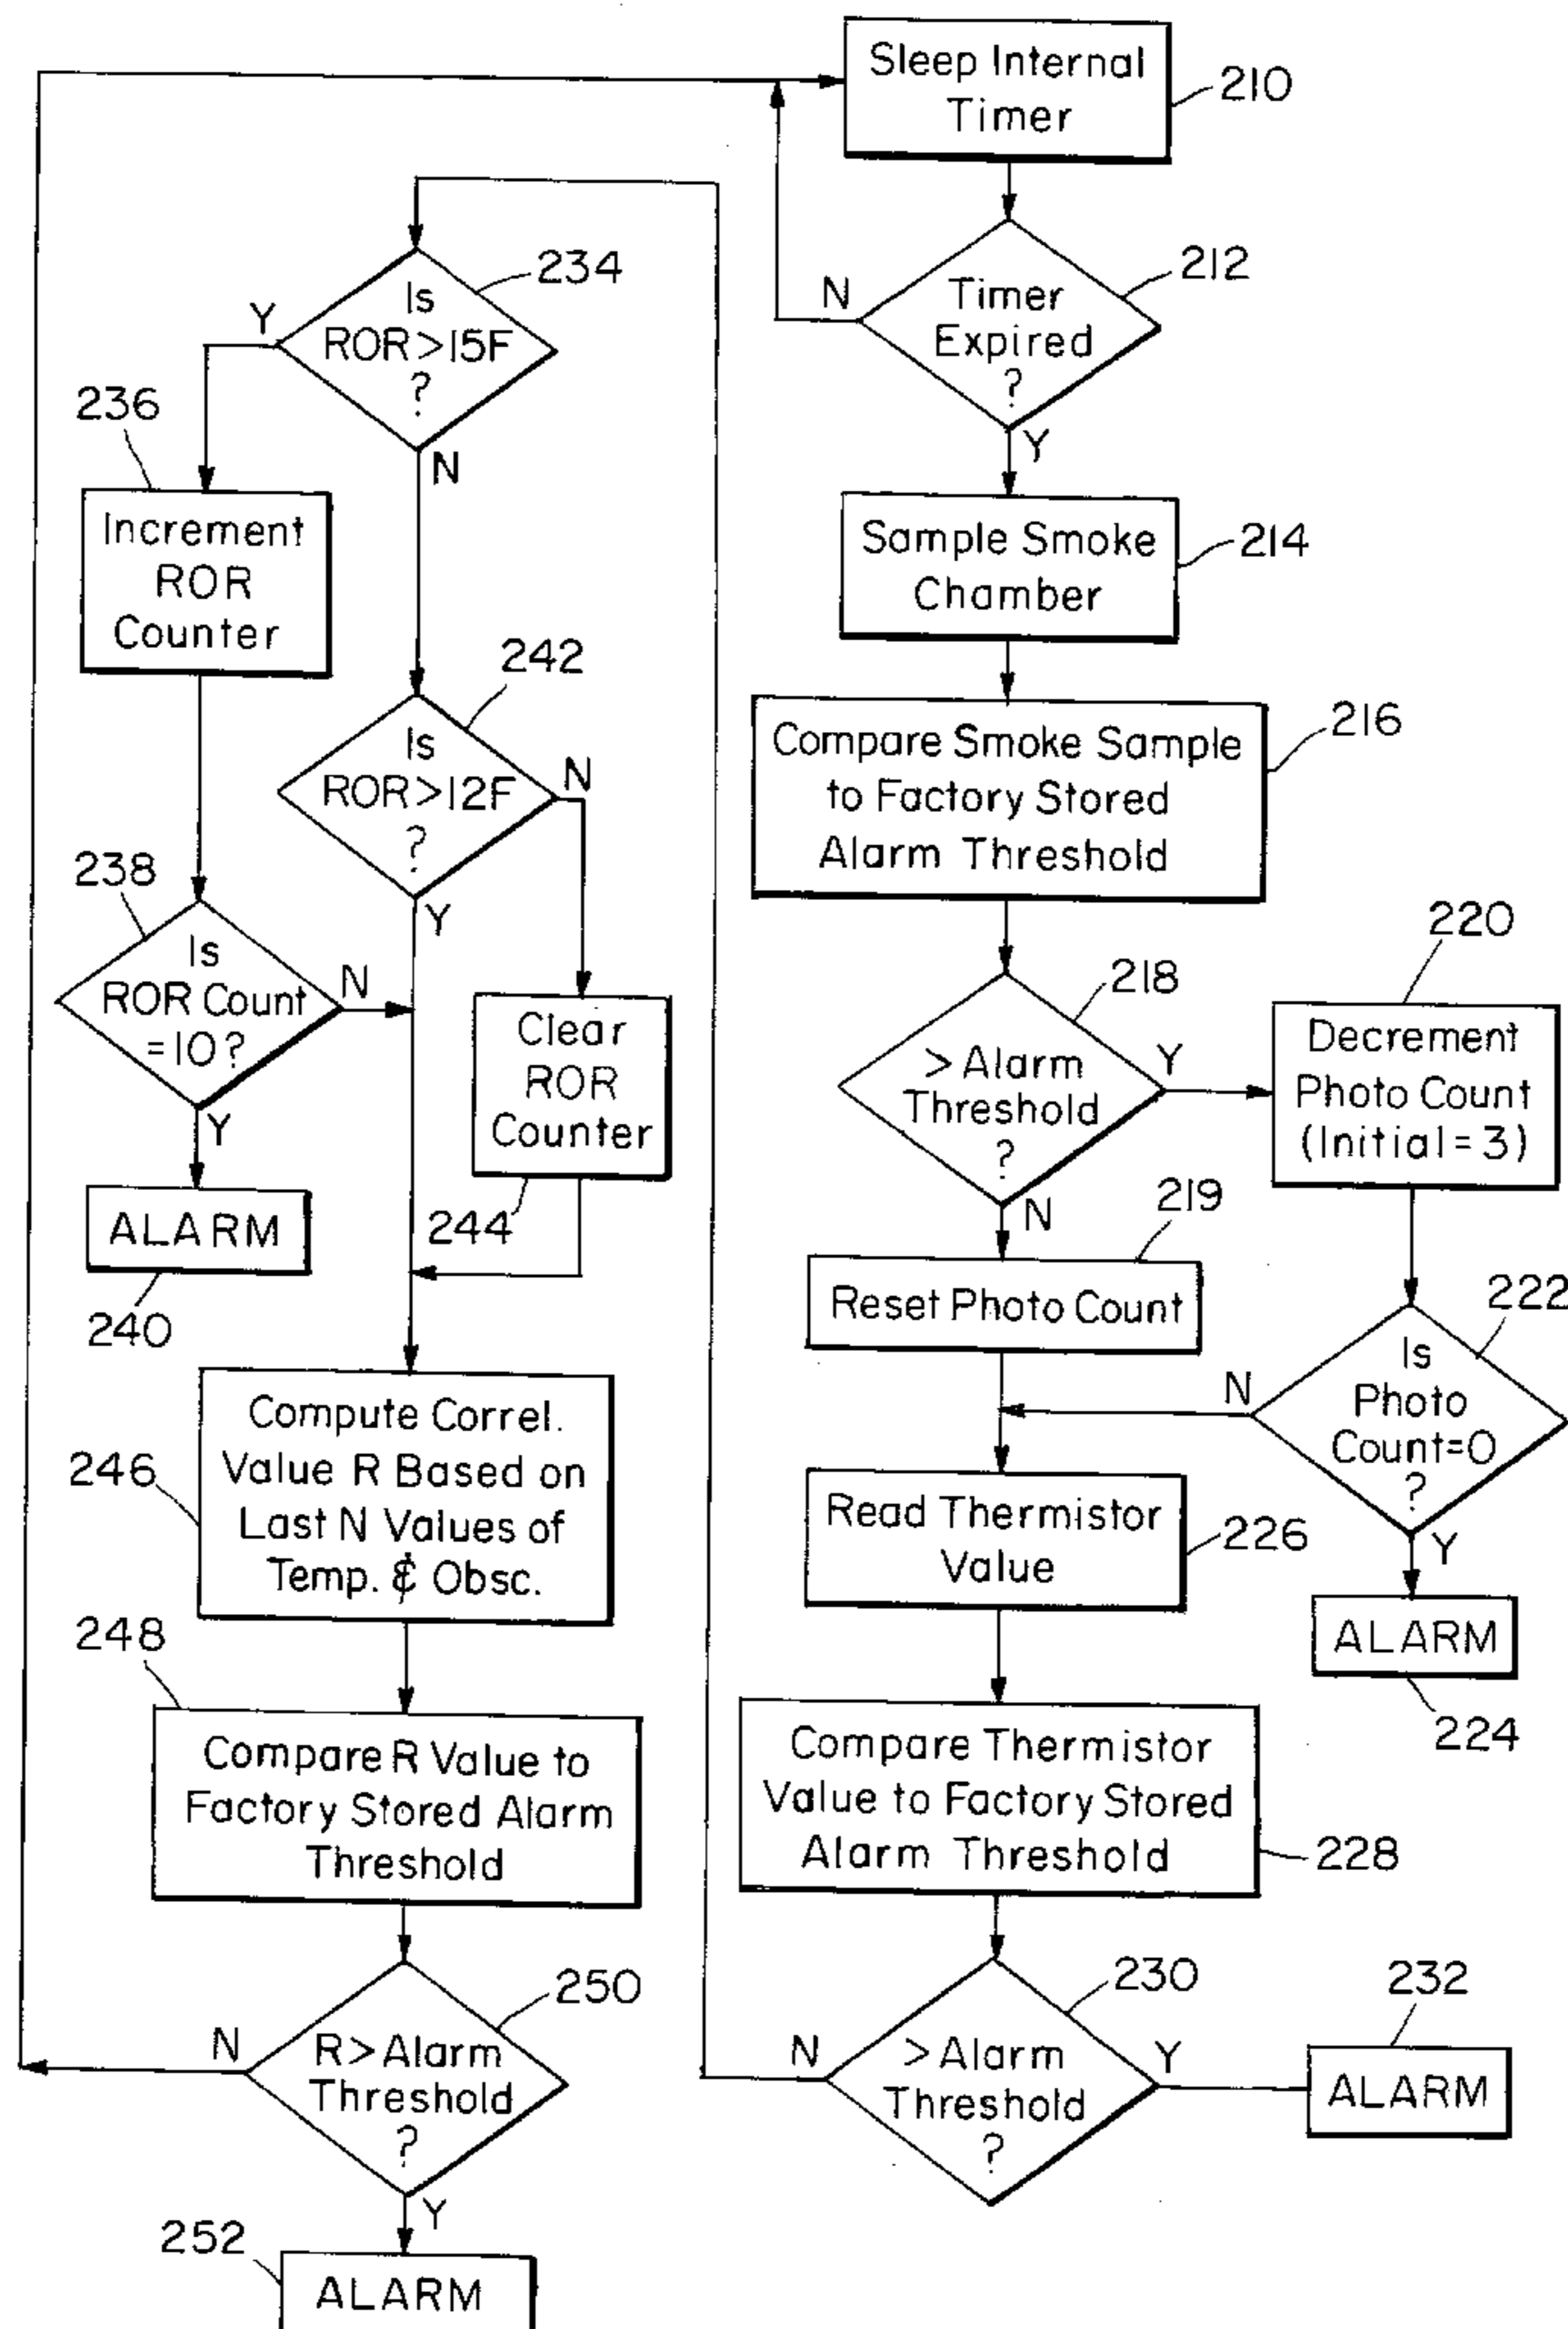 Sleep Internal
Timer
210
Timer
Expired
?
212
N
Y
Sample Smoke
Chamber
214
Compare Smoke Sample
to Factory Stored
Alarm Threshold
216
> Alarm
Threshold
?
218
Y
N
Decrement
Photo Count
(Initial = 3)
220
Reset Photo Count
219
Is
Photo
Count=0
?
222
N
Y
ALARM
224
Read Thermistor
Value
226
Compare Thermistor
Value to Factory Stored
Alarm Threshold
228
> Alarm
Threshold
?
230
N
Y
ALARM
232
Is
ROR>15F
?
234
Y
N
Increment
ROR
Counter
236
Is
ROR Count
=10?
238
N
Y
ALARM
240
Is
ROR>12F
?
242
N
Y
Clear
ROR
Counter
244
Compute Correl.
Value R Based on
Last N Values of
Temp. & Obsc.
246
Compare R Value to
Factory Stored Alarm
Threshold
248
R>Alarm
Threshold
?
250
N
Y
ALARM
252